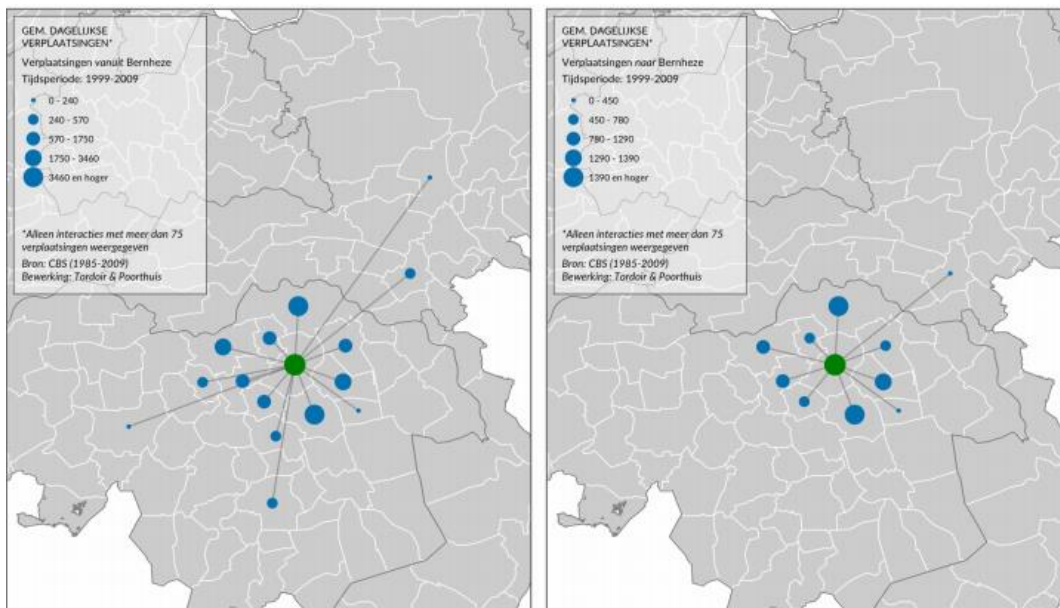 GEM. DAGELIJKSE
VERPLAATSINGEN*
Verplaatsingen vanuit Bernheze
Tijdsperiode: 1999-2009
0 - 240
240 - 570
570 - 1750
1750 - 3460
3460 en hoger
*Alleen interacties met meer dan 75
verplaatsingen weergegeven
Bron: CBS (1985-2009)
Bewerking: Tordoir & Poorthuis
GEM. DAGELIJKSE
VERPLAATSINGEN*
Verplaatsingen naar Bernheze
Tijdsperiode: 1999-2009
0 - 450
450 - 780
780 - 1290
1290 - 1390
1390 en hoger
*Alleen interacties met meer dan 75
verplaatsingen weergegeven
Bron: CBS (1985-2009)
Bewerking: Tordoir & Poorthuis